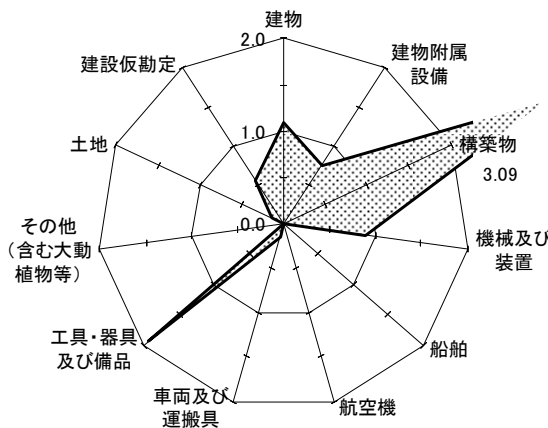 建物
2.0
建物附属
設備
建設仮勘定
1.0
構築物
3.09
土地
0.0
その他
(含む大動
植物等)
機械及び
装置
工具・器具
及び備品
船舶
車両及び
運搬具
航空機